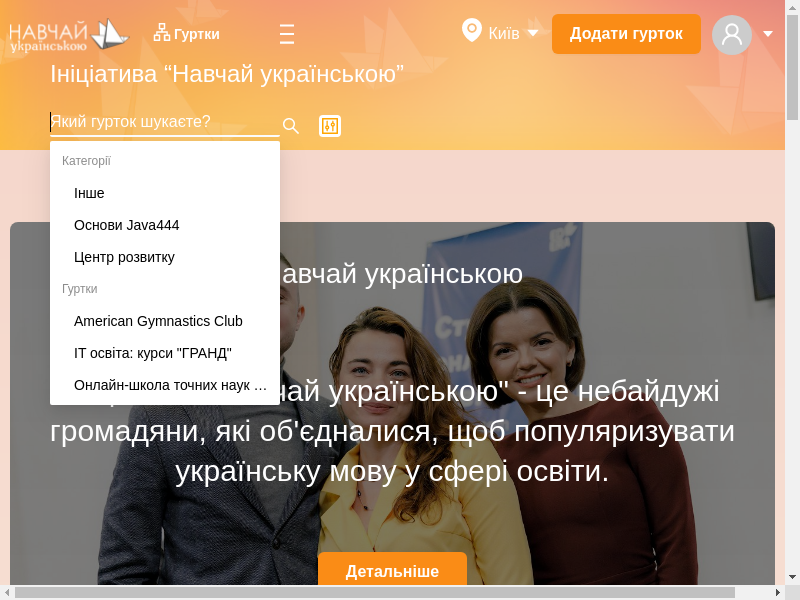 НАВЧАЙ
українською
Гуртки
Київ
Додати гурток
Ініціатива “Навчай українською”
Який гурток шукаєте?
Категорії
Інше
Основи Java444
Центр розвитку
Гуртки
American Gymnastics Club
IT освіта: курси "ГРАНД"
Онлайн-школа точних наук …
авчай українською
чай українською" - це небайдужі
громадяни, які об'єдналися, щоб популяризувати
українську мову у сфері освіти.
Детальніше